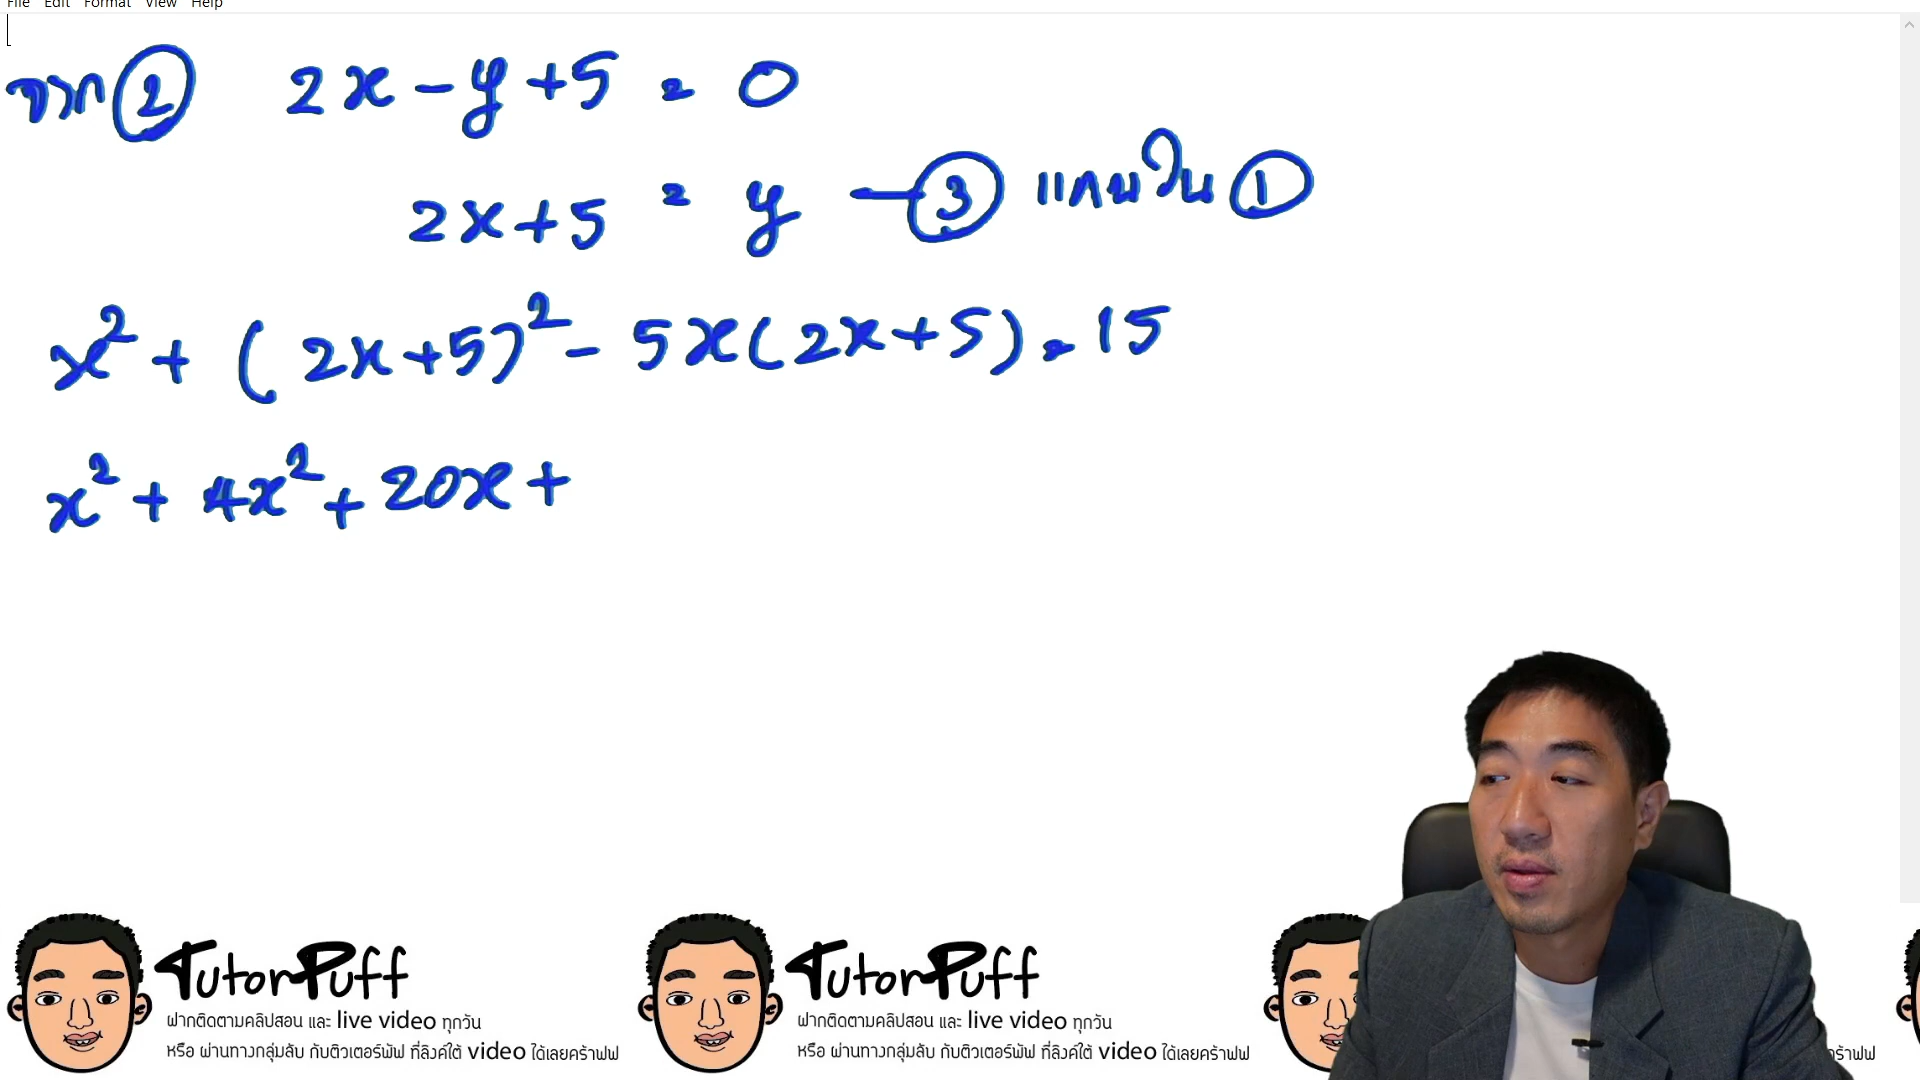 File Edit Format View Help
จาก ② 2x - y + 5 = 0
2x + 5 = y — ③ แทนใน ①
x² + (2x + 5)² - 5x(2x + 5) = 15
x² + 4x² + 20x +
TutorPuff
ฝากติดตามคลิปสอน และ live video ทุกวัน
หรือ ผ่านทางกลุ่มลับ กับติวเตอร์พัฟ ที่ลิงค์ใต้ video ได้เลยคร้าฟฟ
TutorPuff
ฝากติดตามคลิปสอน และ live video ทุกวัน
หรือ ผ่านทางกลุ่มลับ กับติวเตอร์พัฟ ที่ลิงค์ใต้ video ได้เลยคร้าฟฟ